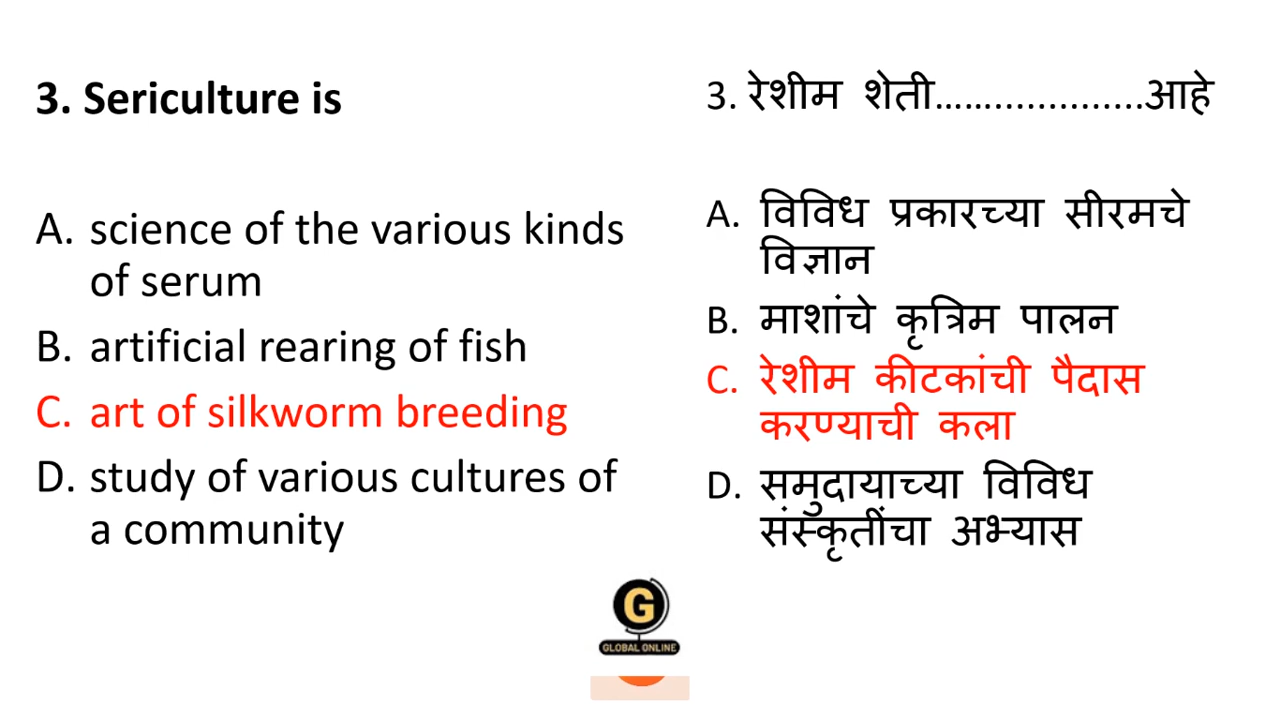 3. Sericulture is
A. science of the various kinds
of serum
B. artificial rearing of fish
C. art of silkworm breeding
D. study of various cultures of
a community
3. रेशीम शेती…...................आहे
A. विविध प्रकारच्या सीरमचे
विज्ञान
B. माशांचे कृत्रिम पालन
C. रेशीम कीटकांची पैदास
करण्याची कला
D. समुदायाच्या विविध
संस्कृतींचा अभ्यास
G
GLOBAL ONLINE